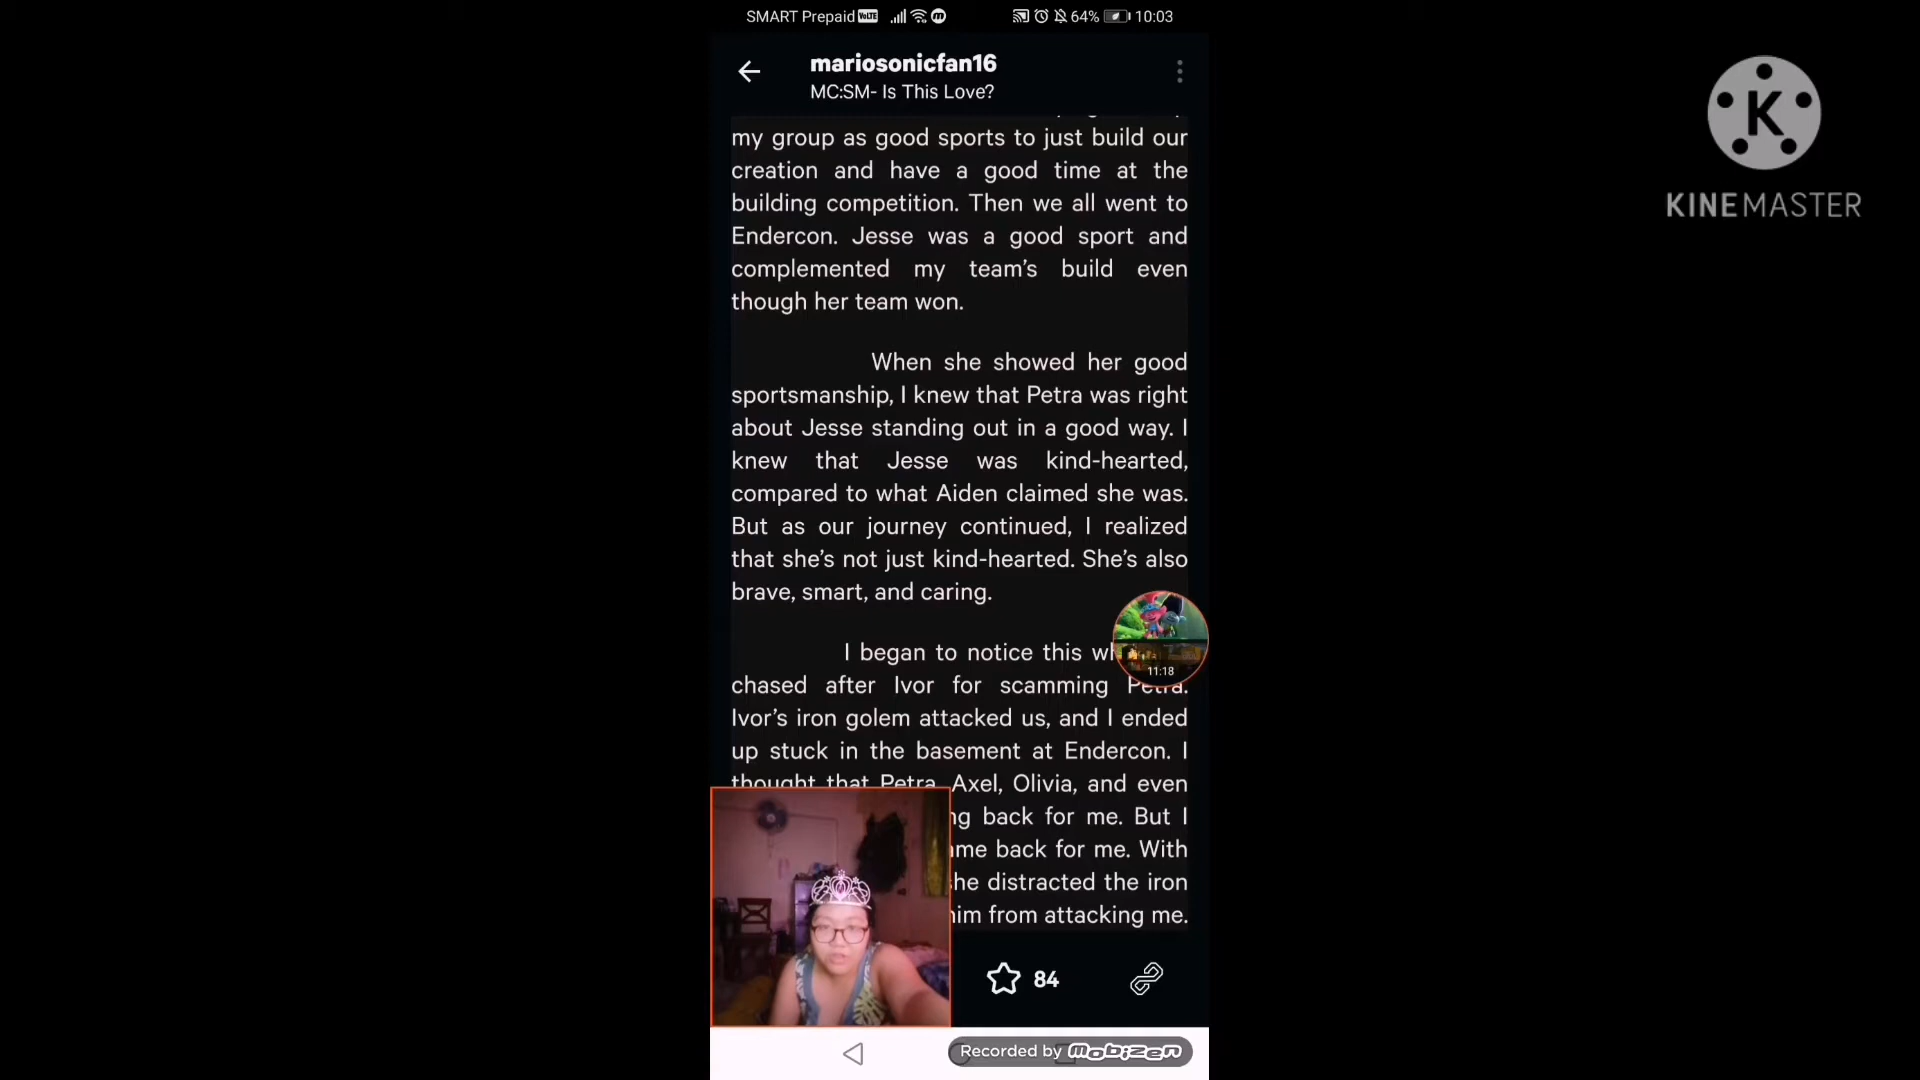 SMART Prepaid VoLTE 64% 10:03
mariosonicfan16
MC:SM- Is This Love?
my group as good sports to just build our
creation and have a good time at the
building competition. Then we all went to
Endercon. Jesse was a good sport and
complemented my team's build even
though her team won.
When she showed her good
sportsmanship, I knew that Petra was right
about Jesse standing out in a good way. I
knew that Jesse was kind-hearted,
compared to what Aiden claimed she was.
But as our journey continued, I realized
that she's not just kind-hearted. She's also
brave, smart, and caring.
I began to notice this
chased after Ivor for scamming Petra.
Ivor's iron golem attacked us, and I ended
up stuck in the basement at Endercon. I
thought that Petra, Axel, Olivia, and even
back for me. But I
back for me. With
distracted the iron
from attacking me.
11:18
84
Recorded by mobizen
K
KINEMASTER